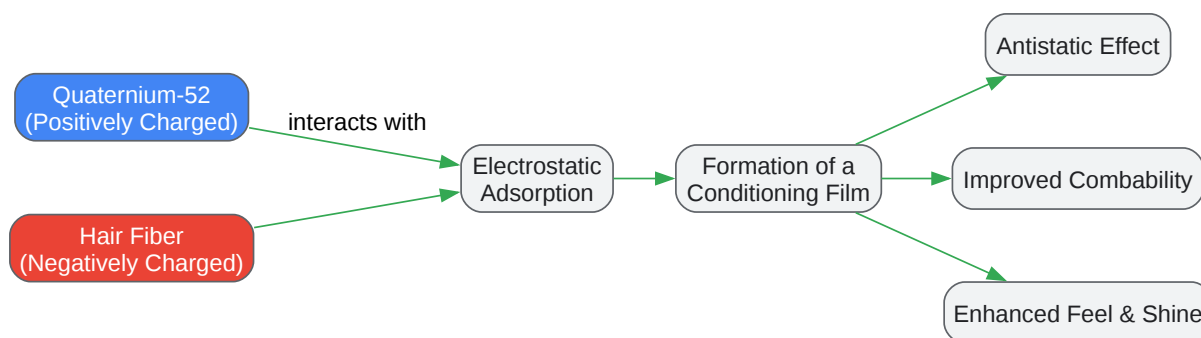 Quaternium-52
(Positively Charged)
interacts with
Hair Fiber
(Negatively Charged)
Electrostatic
Adsorption
Formation of a
Conditioning Film
Antistatic Effect
Improved Combability
Enhanced Feel & Shine